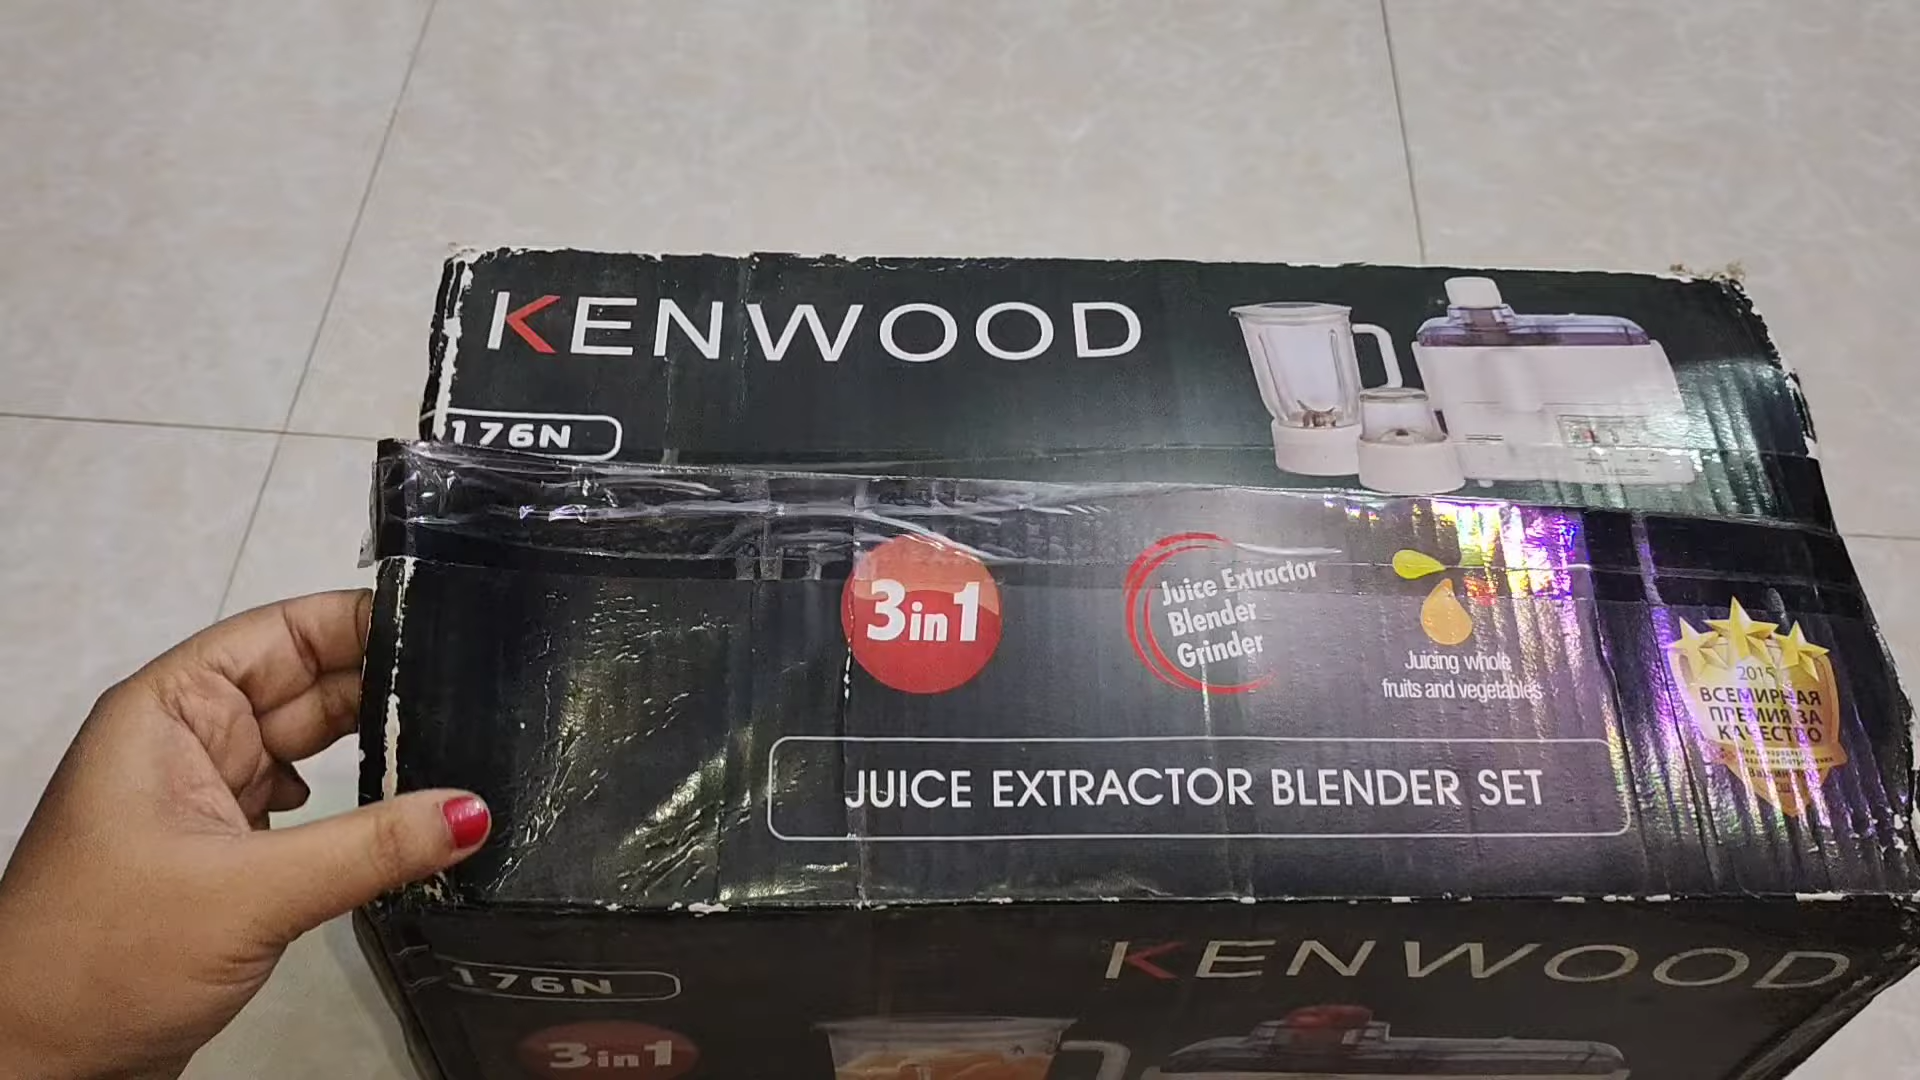 KENWOOD
176N
3in1
Juice Extractor
Blender
Grinder
Juicing whole
fruits and vegetables
2015
ВСЕМИРНАЯ
ПРЕМИЯ ЗА
КАЧЕСТВО
JUICE EXTRACTOR BLENDER SET
KENWOOD
176N
3in1